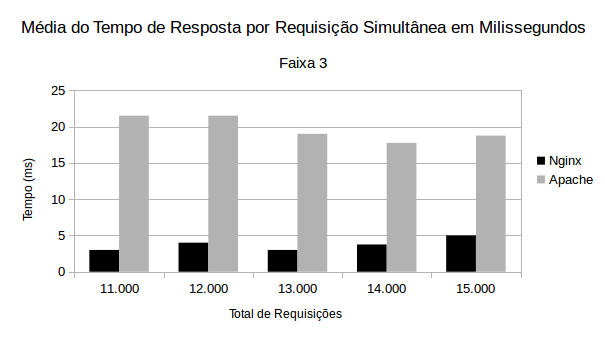 Média do Tempo de Resposta por Requisição Simultânea em Milissegundos
Faixa 3
25
20
15
10
5
0
Tempo (ms)
11.000 12.000 13.000 14.000 15.000
Total de Requisições
Nginx
Apache